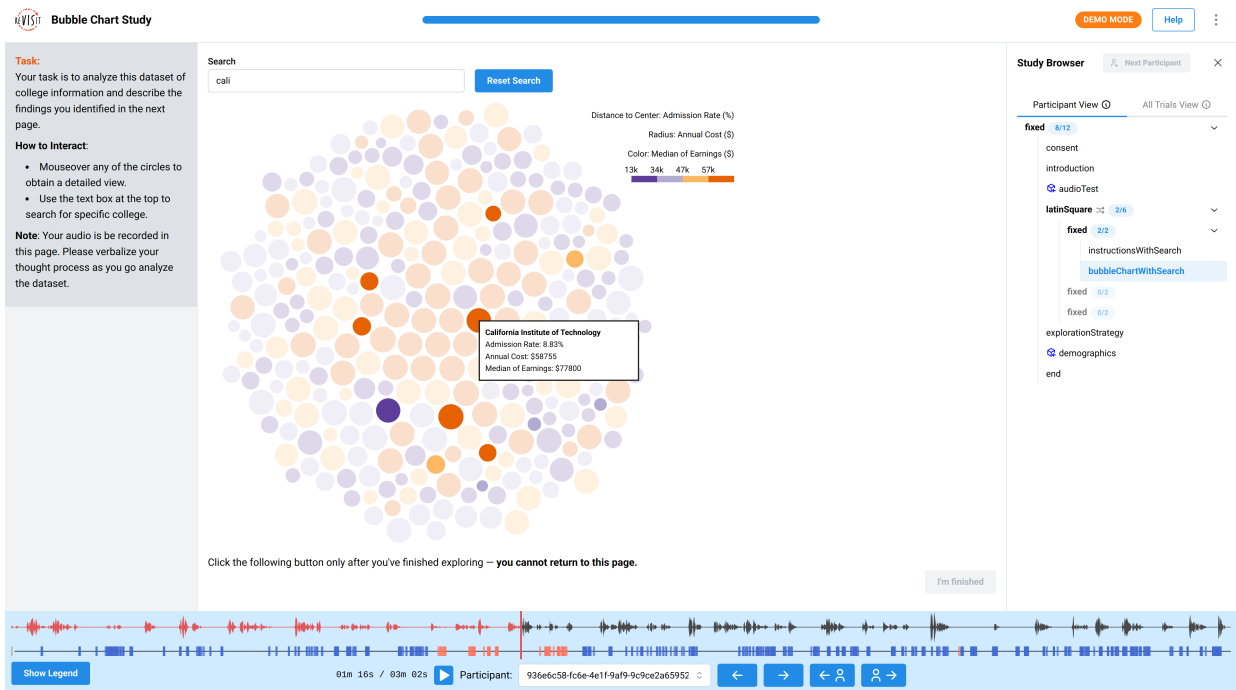 reVISit
Bubble Chart Study
DEMO MODE
Help
Task:
Your task is to analyze this dataset of
college information and describe the
findings you identified in the next
page.
How to Interact:
• Mouseover any of the circles to
obtain a detailed view.
• Use the text box at the top to
search for specific college.
Note: Your audio is be recorded in
this page. Please verbalize your
thought process as you go analyze
the dataset.
Search
cali
Reset Search
Distance to Center: Admission Rate (%)
Radius: Annual Cost ($)
Color: Median of Earnings ($)
13k 34k 47k 57k
California Institute of Technology
Admission Rate: 8.83%
Annual Cost: $58755
Median of Earnings: $77800
Click the following button only after you've finished exploring — you cannot return to this page.
I'm finished
Study Browser
Next Participant
Participant View
All Trials View
fixed 8/12
consent
introduction
audioTest
latinSquare 2/6
fixed 2/2
instructionsWithSearch
bubbleChartWithSearch
fixed 0/2
fixed 0/2
explorationStrategy
demographics
end
Show Legend
01m 16s / 03m 02s
Participant:
936e6c58-fc6e-4e1f-9af9-9c9ce2a65952